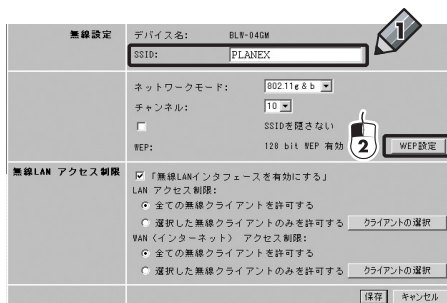 無線設定
デバイス名: BLW-04GM
SSID: PLANEX
1
ネットワークモード: 802.11g & b
チャンネル: 10
SSIDを隠さない
WEP: 128 bit WEP 有効 WEP設定
2
無線LAN アクセス制限
「無線LANインタフェースを有効にする」
LAN アクセス制限:
全ての無線クライアントを許可する
選択した無線クライアントのみを許可する クライアントの選択
WAN(インターネット) アクセス制限:
全ての無線クライアントを許可する
選択した無線クライアントのみを許可する クライアントの選択
保存 キャンセル